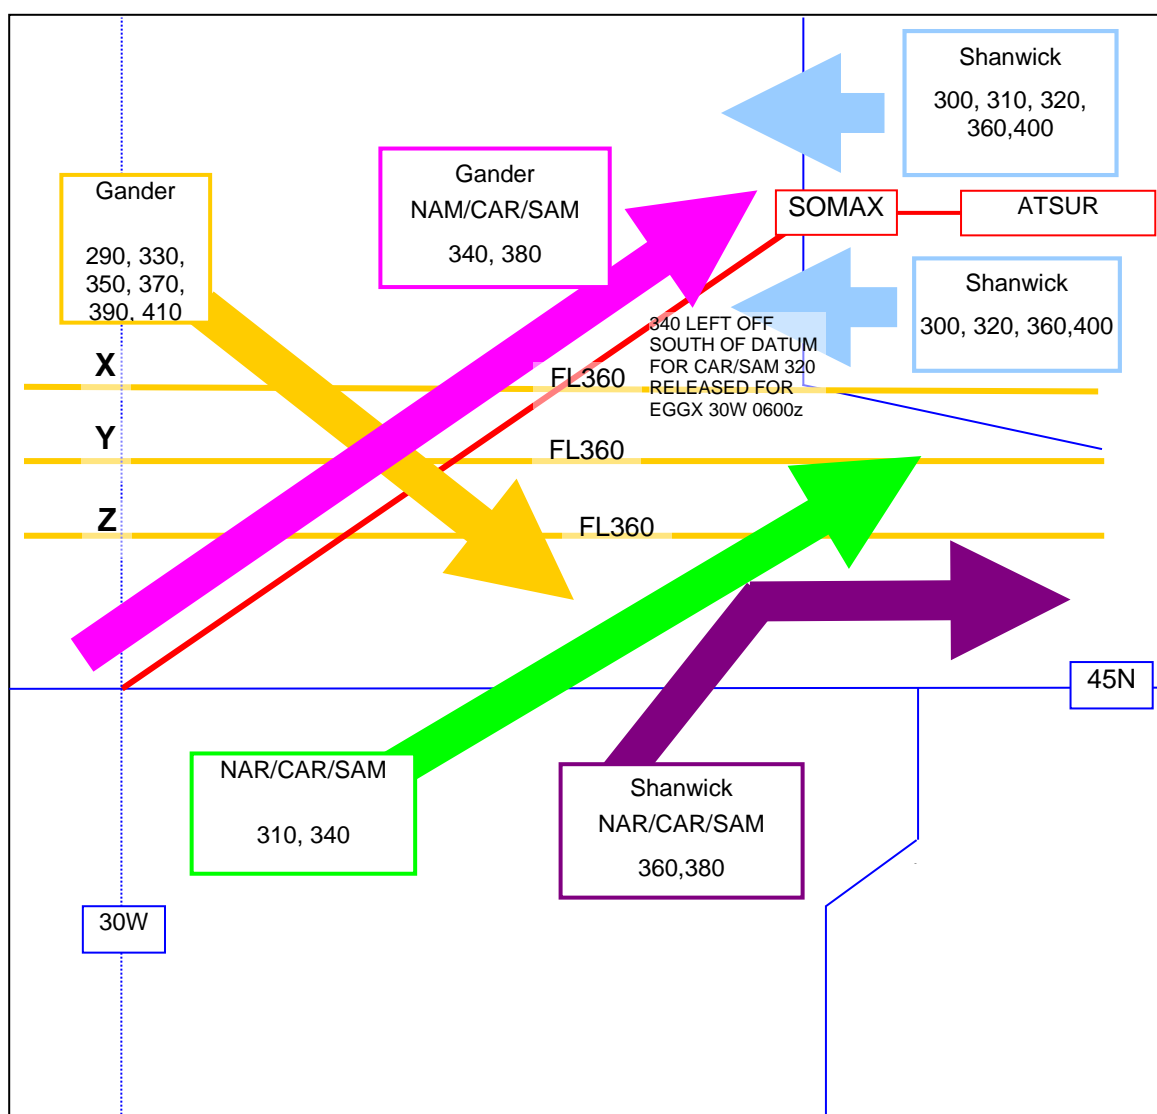 Shanwick
300, 310, 320,
360,400
Gander
NAM/CAR/SAM
340, 380
Gander
290, 330,
350, 370,
390, 410
SOMAX
ATSUR
Shanwick
300, 320, 360,400
340 LEFT OFF
SOUTH OF DATUM
FOR CAR/SAM 320
RELEASED FOR
EGGX 30W 0600z
X
FL360
Y
FL360
Z
FL360
45N
NAR/CAR/SAM
310, 340
Shanwick
NAR/CAR/SAM
360,380
30W